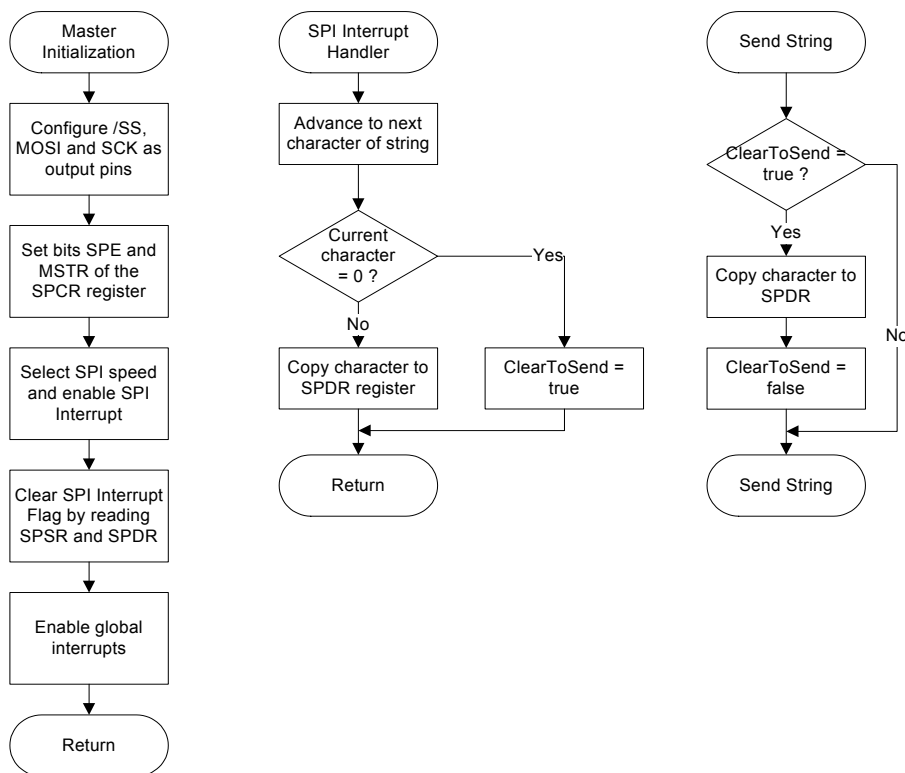 Master
Initialization
Configure /SS,
MOSI and SCK as
output pins
Set bits SPE and
MSTR of the
SPCR register
Select SPI speed
and enable SPI
Interrupt
Clear SPI Interrupt
Flag by reading
SPSR and SPDR
Enable global
interrupts
Return
SPI Interrupt
Handler
Advance to next
character of string
Current
character
= 0 ?
Yes
No
Copy character to
SPDR register
ClearToSend =
true
Return
Send String
ClearToSend =
true ?
Yes
No
Copy character to
SPDR
ClearToSend =
false
Send String